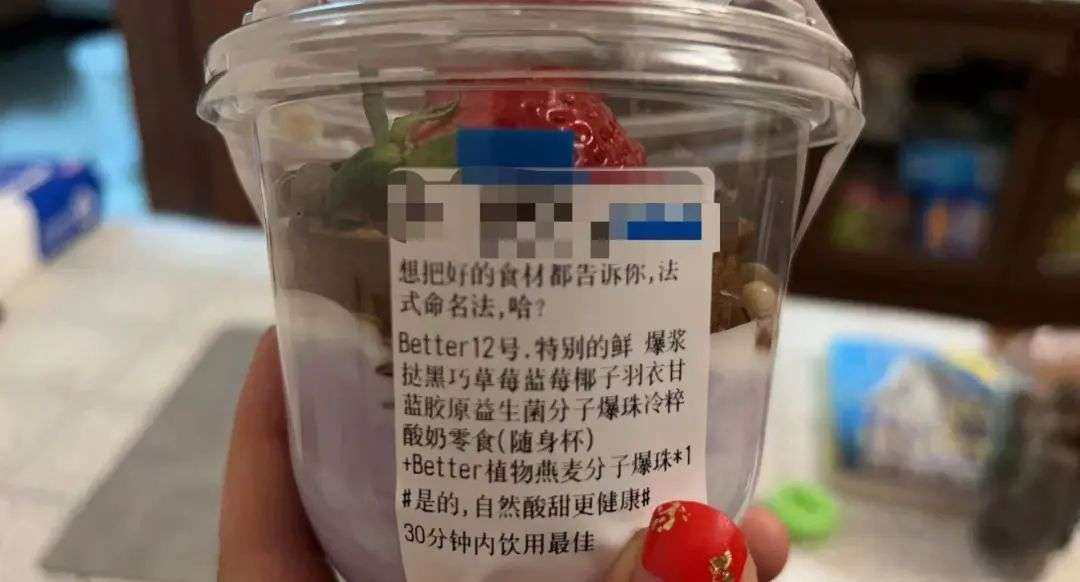 想把好的食材都告诉你,法
式命名法,哈?
Better12号.特别的鲜 爆浆
挞黑巧草莓蓝莓椰子羽衣甘
蓝胶原益生菌分子爆珠冷粹
酸奶零食(随身杯)
+Better植物燕麦分子爆珠*1
#是的,自然酸甜更健康#
30分钟内饮用最佳